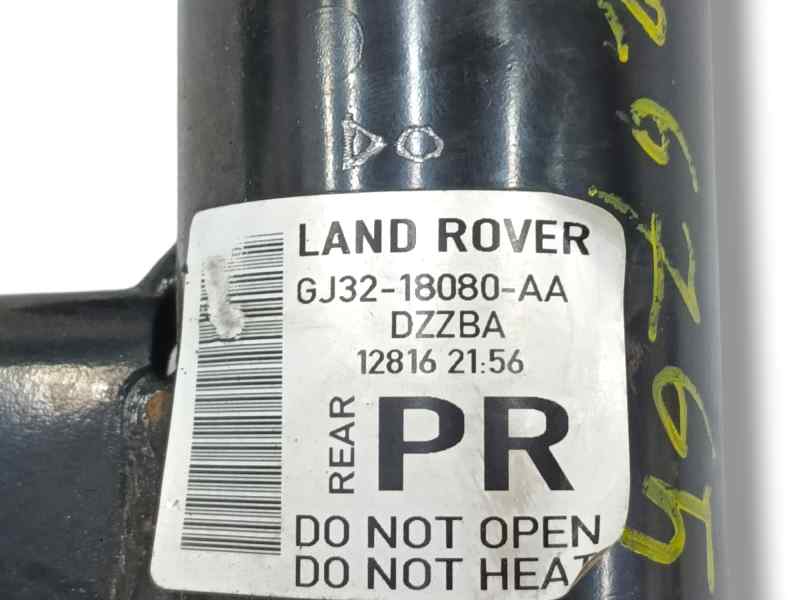 LAND ROVER
GJ32-18080-AA
DZZBA
12816 21:56
REAR
PR
DO NOT OPEN
DO NOT HEAT